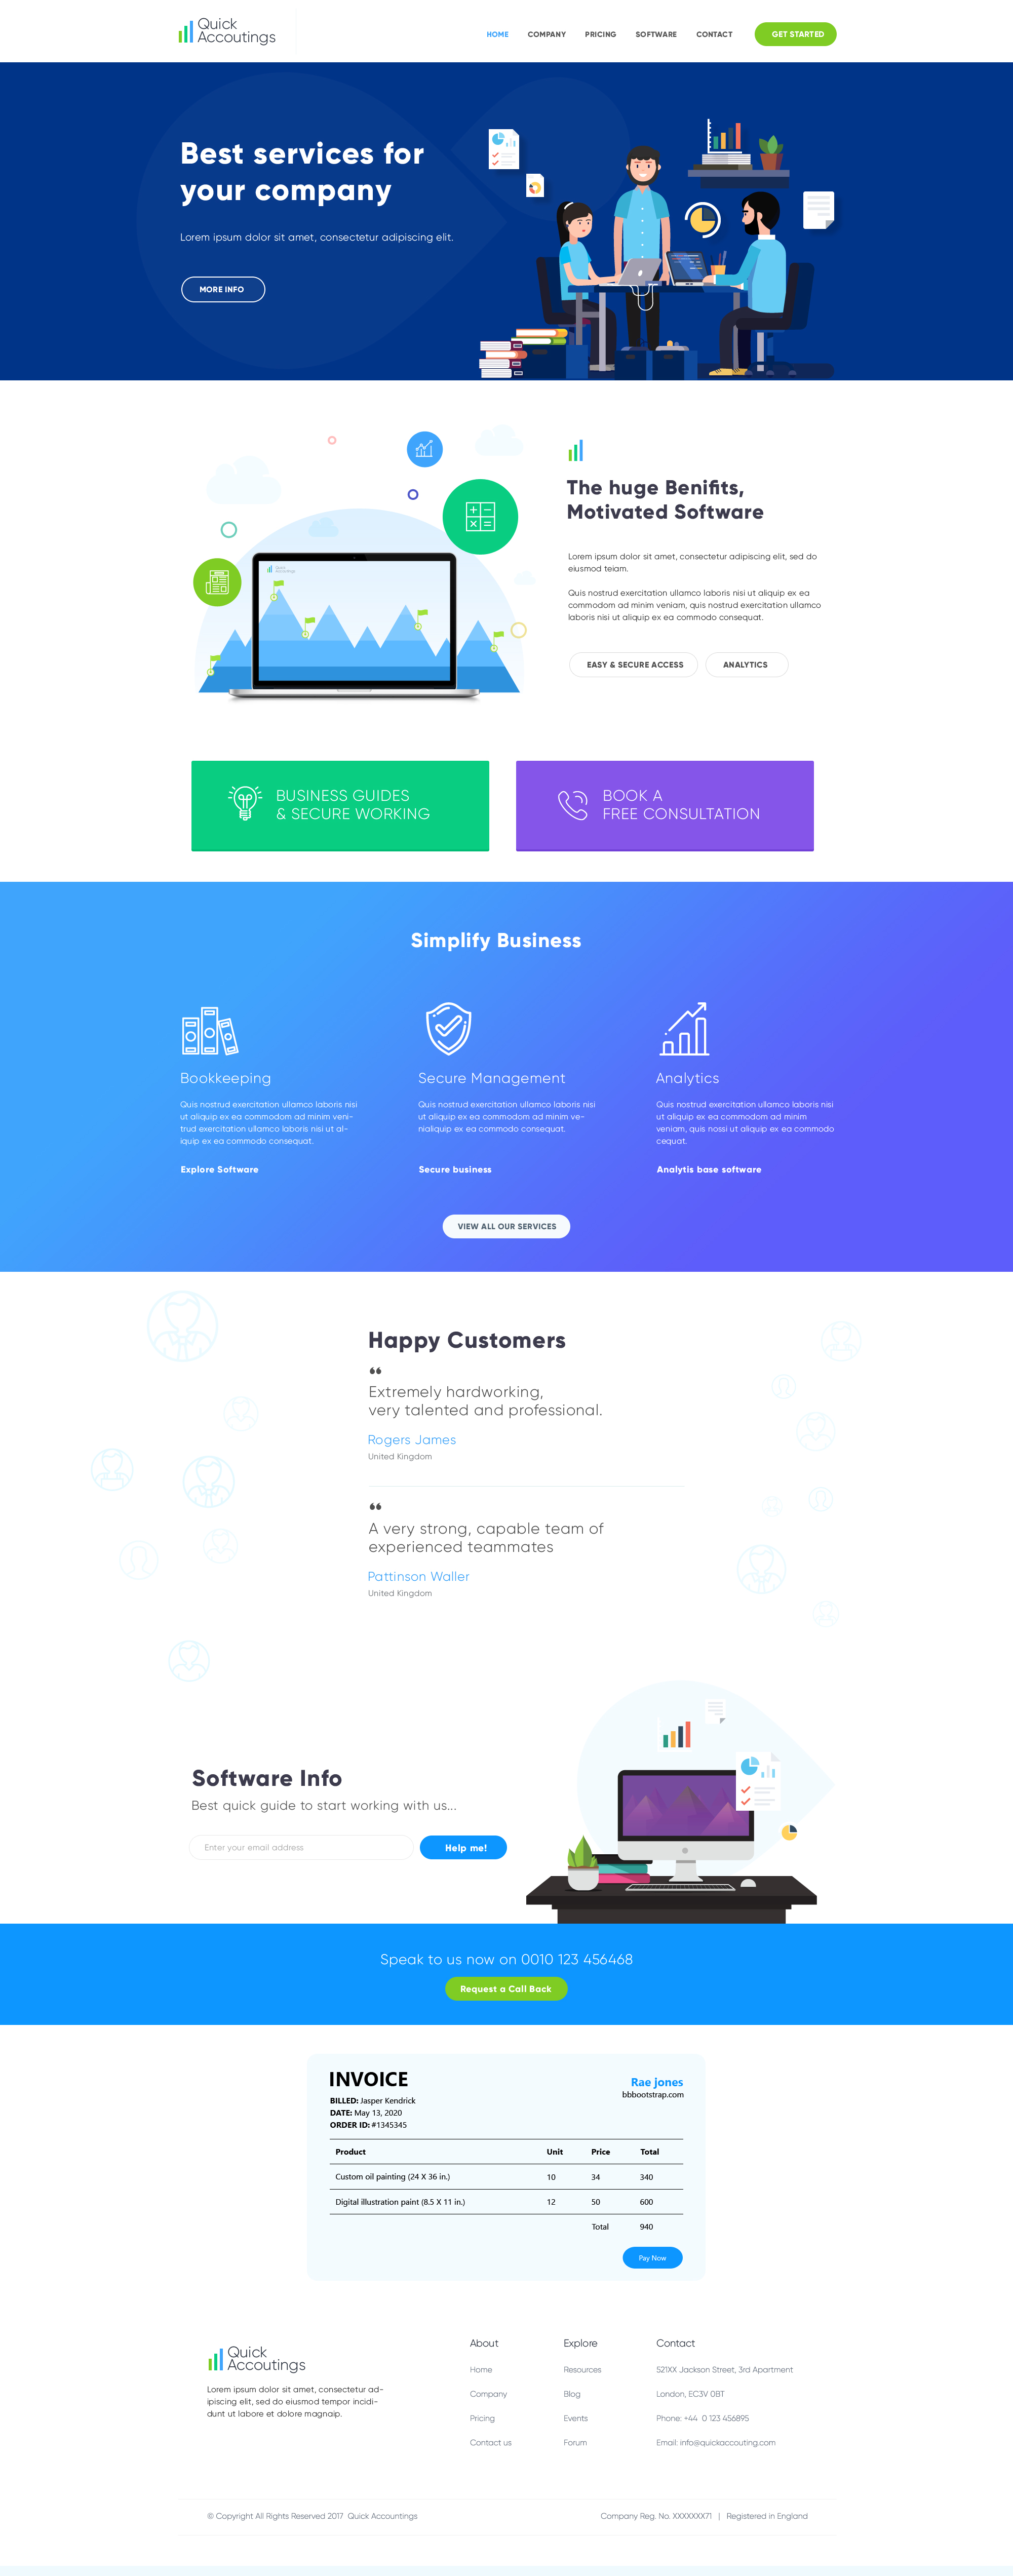 Quick
Accoutings
HOME
COMPANY
PRICING
SOFTWARE
CONTACT
GET STARTED
Best services for
your company
Lorem ipsum dolor sit amet, consectetur adipiscing elit.
MORE INFO
The huge Benifits,
Motivated Software
Lorem ipsum dolor sit amet, consectetur adipiscing elit, sed do
eiusmod teiam.
Quis nostrud exercitation ullamco laboris nisi ut aliquip ex ea
commodom ad minim veniam, quis nostrud exercitation ullamco
laboris nisi ut aliquip ex ea commodo consequat.
EASY & SECURE ACCESS
ANALYTICS
Quick
Accoutings
BUSINESS GUIDES
& SECURE WORKING
BOOK A
FREE CONSULTATION
Simplify Business
Bookkeeping
Quis nostrud exercitation ullamco laboris nisi
ut aliquip ex ea commodom ad minim veni-
trud exercitation ullamco laboris nisi ut al-
iquip ex ea commodo consequat.
Explore Software
Secure Management
Quis nostrud exercitation ullamco laboris nisi
ut aliquip ex ea commodom ad minim ve-
nialiquip ex ea commodo consequat.
Secure business
Analytics
Quis nostrud exercitation ullamco laboris nisi
ut aliquip ex ea commodom ad minim
veniam, quis nossi ut aliquip ex ea commodo
cequat.
Analytis base software
VIEW ALL OUR SERVICES
Happy Customers
“
Extremely hardworking,
very talented and professional.
Rogers James
United Kingdom
“
A very strong, capable team of
experienced teammates
Pattinson Waller
United Kingdom
Software Info
Best quick guide to start working with us...
Enter your email address
Help me!
Speak to us now on 0010 123 456468
Request a Call Back
INVOICE
BILLED: Jasper Kendrick
DATE: May 13, 2020
ORDER ID: #1345345
Rae jones
bbbootstrap.com
Product Unit Price Total
Custom oil painting (24 X 36 in.) 10 34 340
Digital illustration paint (8.5 X 11 in.) 12 50 600
Total 940
Pay Now
Quick
Accoutings
Lorem ipsum dolor sit amet, consectetur ad-
ipiscing elit, sed do eiusmod tempor incidi-
dunt ut labore et dolore magnaip.
About
Home
Company
Pricing
Contact us
Explore
Resources
Blog
Events
Forum
Contact
521XX Jackson Street, 3rd Apartment
London, EC3V 0BT
Phone: +44 0 123 456895
Email: info@quickaccouting.com
© Copyright All Rights Reserved 2017 Quick Accountings
Company Reg. No. XXXXXXX71 | Registered in England